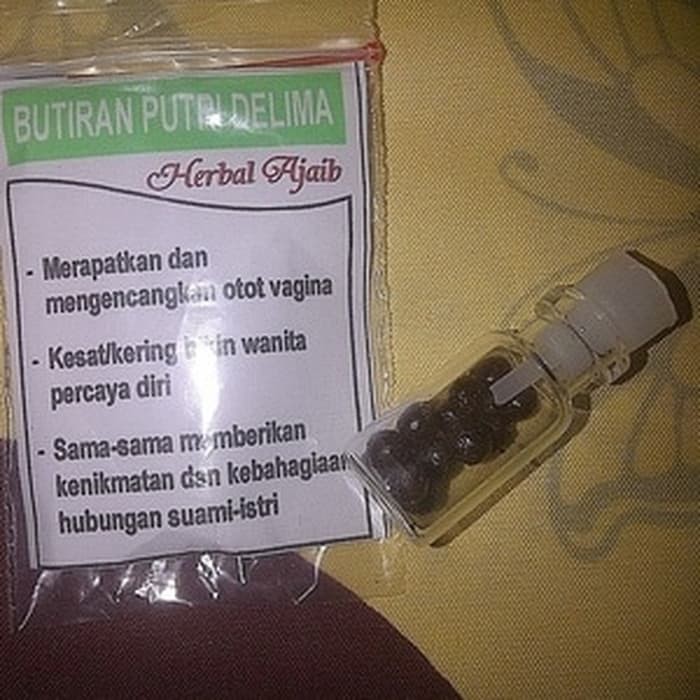 BUTIRAN PUTRI DELIMA
Herbal Ajaib
- Merapatkan dan
mengencangkan otot vagina
- Kesat/kering bikin wanita
percaya diri
- Sama-sama memberikan
kenikmatan dan kebahagiaan
hubungan suami-istri